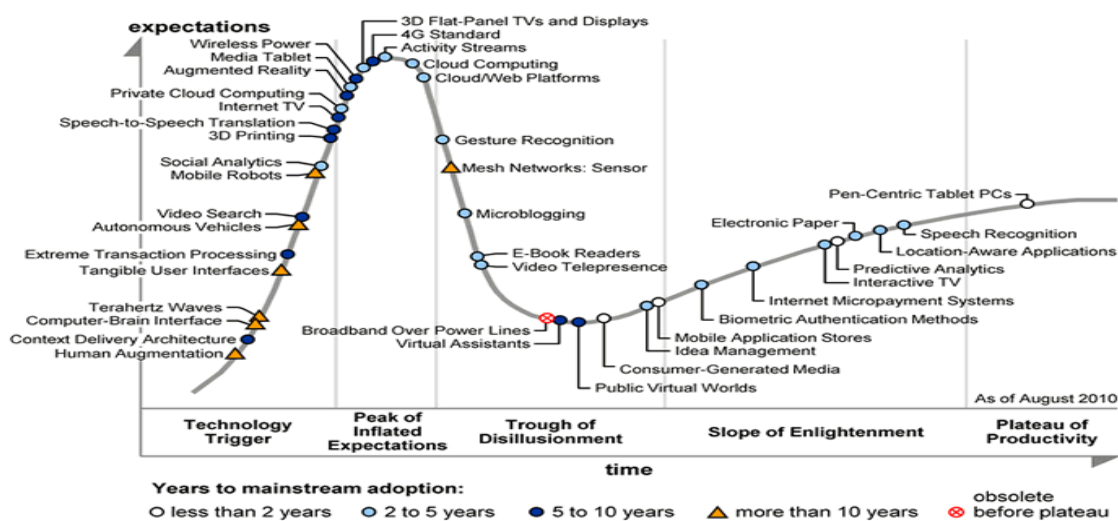 expectations
3D Flat-Panel TVs and Displays
4G Standard
Wireless Power
Activity Streams
Media Tablet
Cloud Computing
Augmented Reality
Cloud/Web Platforms
Private Cloud Computing
Internet TV
Speech-to-Speech Translation
3D Printing
Gesture Recognition
Social Analytics
Mesh Networks: Sensor
Mobile Robots
Pen-Centric Tablet PCs
Video Search
Microblogging
Autonomous Vehicles
Electronic Paper
Speech Recognition
Extreme Transaction Processing
E-Book Readers
Location-Aware Applications
Video Telepresence
Tangible User Interfaces
Predictive Analytics
Interactive TV
Terahertz Waves
Internet Micropayment Systems
Computer-Brain Interface
Biometric Authentication Methods
Broadband Over Power Lines
Context Delivery Architecture
Virtual Assistants
Mobile Application Stores
Human Augmentation
Idea Management
Consumer-Generated Media
Public Virtual Worlds
As of August 2010
Technology
Trigger
Peak of
Inflated
Expectations
Trough of
Disillusionment
Slope of Enlightenment
Plateau of
Productivity
time
Years to mainstream adoption:
less than 2 years
2 to 5 years
5 to 10 years
more than 10 years
obsolete
before plateau